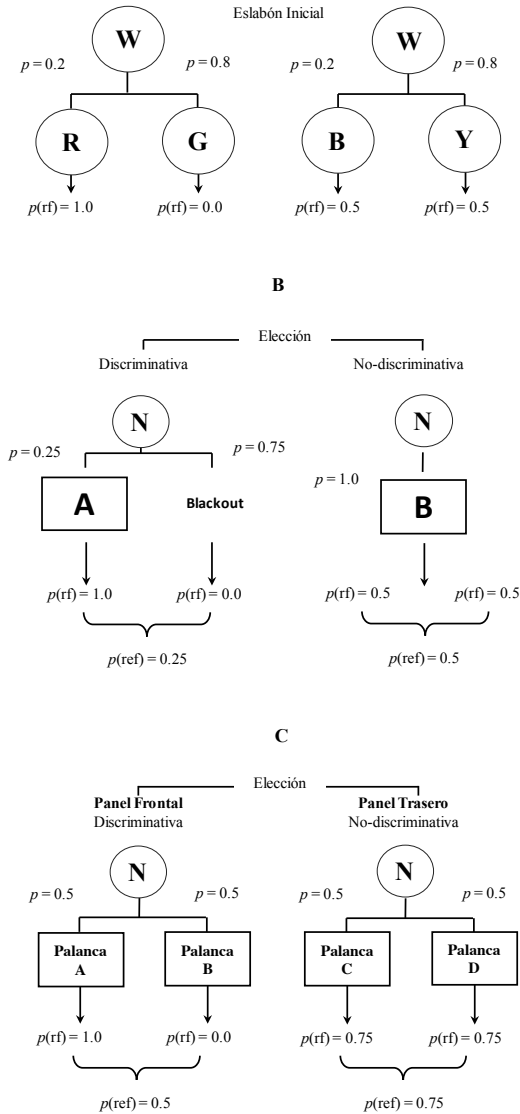 Eslabón Inicial
W W
p = 0.2 p = 0.8 p = 0.2 p = 0.8
R G B Y
p(rf) = 1.0 p(rf) = 0.0 p(rf) = 0.5 p(rf) = 0.5
B
Elección
Discriminativa No-discriminativa
N N
p = 0.25 p = 0.75
p = 1.0
A Blackout B
p(rf) = 1.0 p(rf) = 0.0 p(rf) = 0.5 p(rf) = 0.5
p(ref) = 0.25 p(ref) = 0.5
C
Elección
Panel Frontal Panel Trasero
Discriminativa No-discriminativa
N N
p = 0.5 p = 0.5 p = 0.5 p = 0.5
Palanca Palanca Palanca Palanca
A B C D
p(rf) = 1.0 p(rf) = 0.0 p(rf) = 0.75 p(rf) = 0.75
p(ref) = 0.5 p(ref) = 0.75